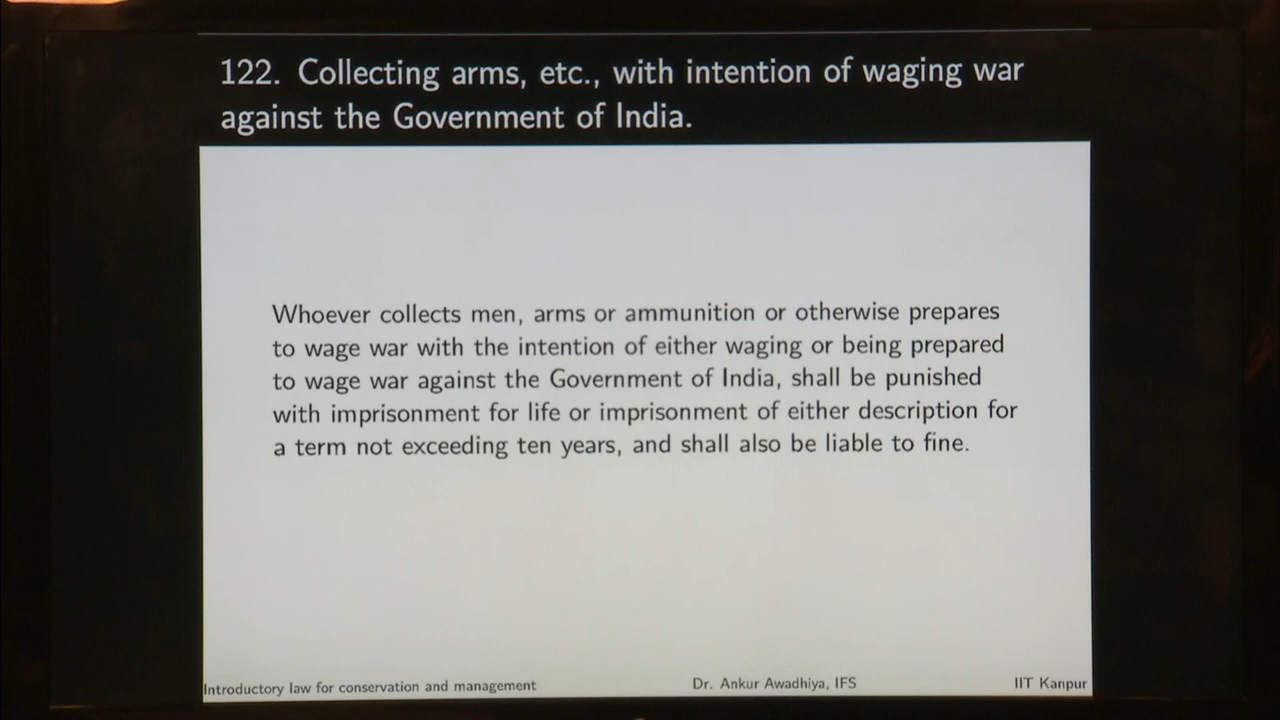 122. Collecting arms, etc., with intention of waging war
against the Government of India.
Whoever collects men, arms or ammunition or otherwise prepares
to wage war with the intention of either waging or being prepared
to wage war against the Government of India, shall be punished
with imprisonment for life or imprisonment of either description for
a term not exceeding ten years, and shall also be liable to fine.
Introductory law for conservation and management Dr. Ankur Awadhiya, IFS IIT Kanpur